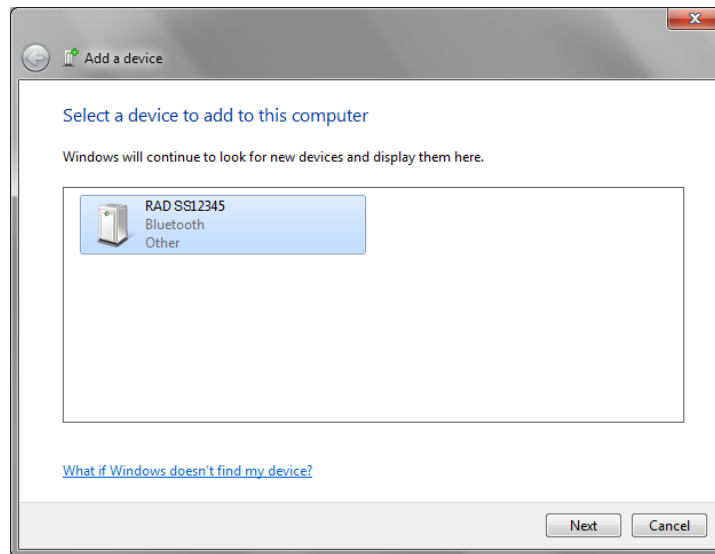 Add a device
Select a device to add to this computer
Windows will continue to look for new devices and display them here.
RAD SS12345
Bluetooth
Other
What if Windows doesn't find my device?
Next Cancel